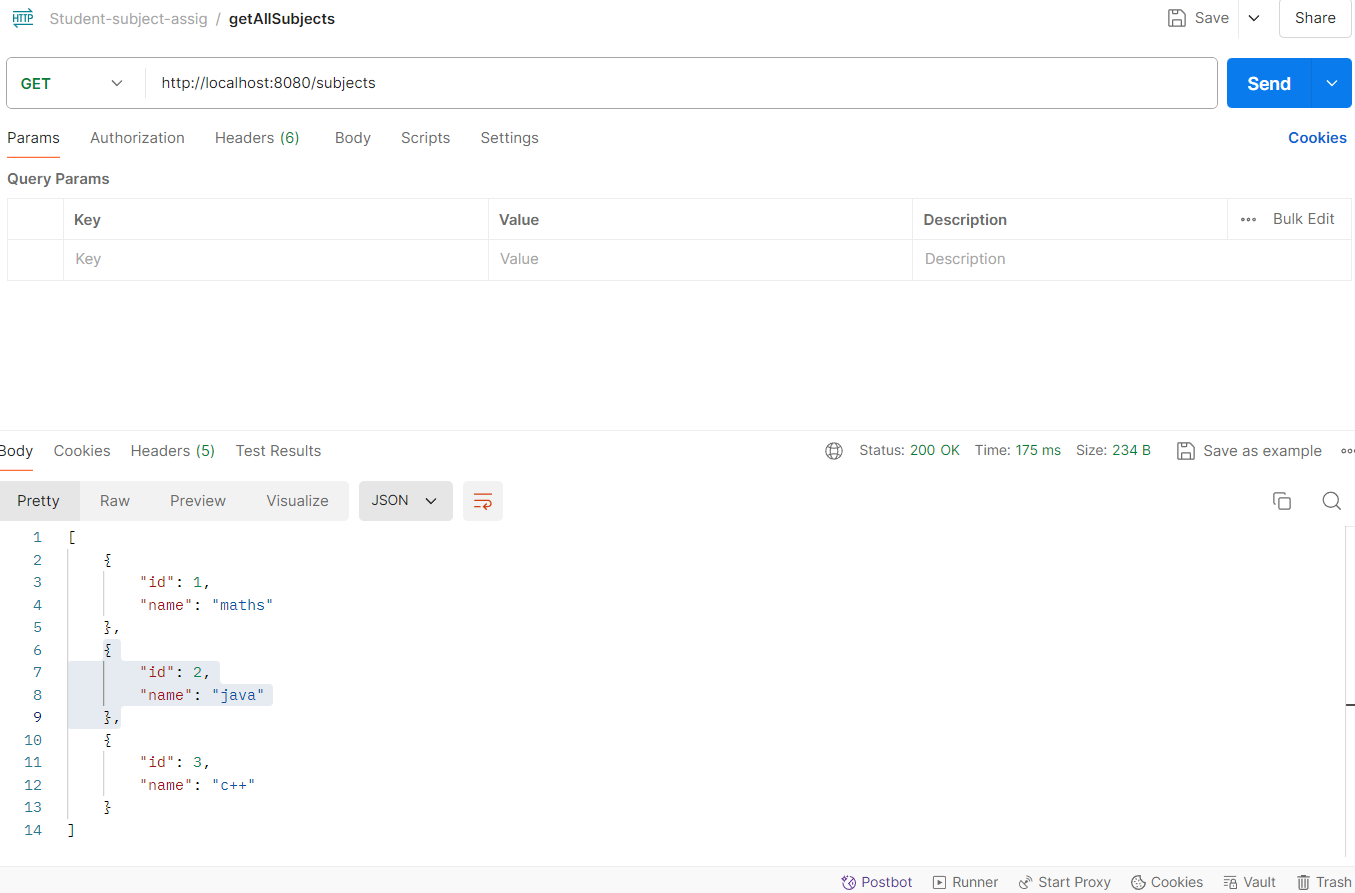 HTTP Student-subject-assig / getAllSubjects Save Share
GET http://localhost:8080/subjects Send
Params Authorization Headers (6) Body Scripts Settings Cookies
Query Params
Key Value Description ••• Bulk Edit
Key Value Description
Body Cookies Headers (5) Test Results Status: 200 OK Time: 175 ms Size: 234 B Save as example
Pretty Raw Preview Visualize JSON
1 [
2 {
3 "id": 1,
4 "name": "maths"
5 },
6 {
7 "id": 2,
8 "name": "java"
9 },
10 {
11 "id": 3,
12 "name": "c++"
13 }
14 ]
Postbot Runner Start Proxy Cookies Vault Trash